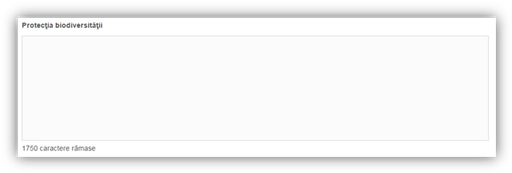 Protecţia biodiversităţii
1750 caractere rămase